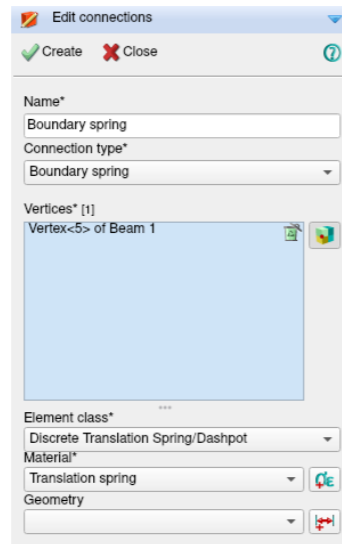 Edit connections
Create Close
Name*
Boundary spring
Connection type*
Boundary spring
Vertices* [1]
Vertex<5> of Beam 1
Element class*
Discrete Translation Spring/Dashpot
Material*
Translation spring
Geometry